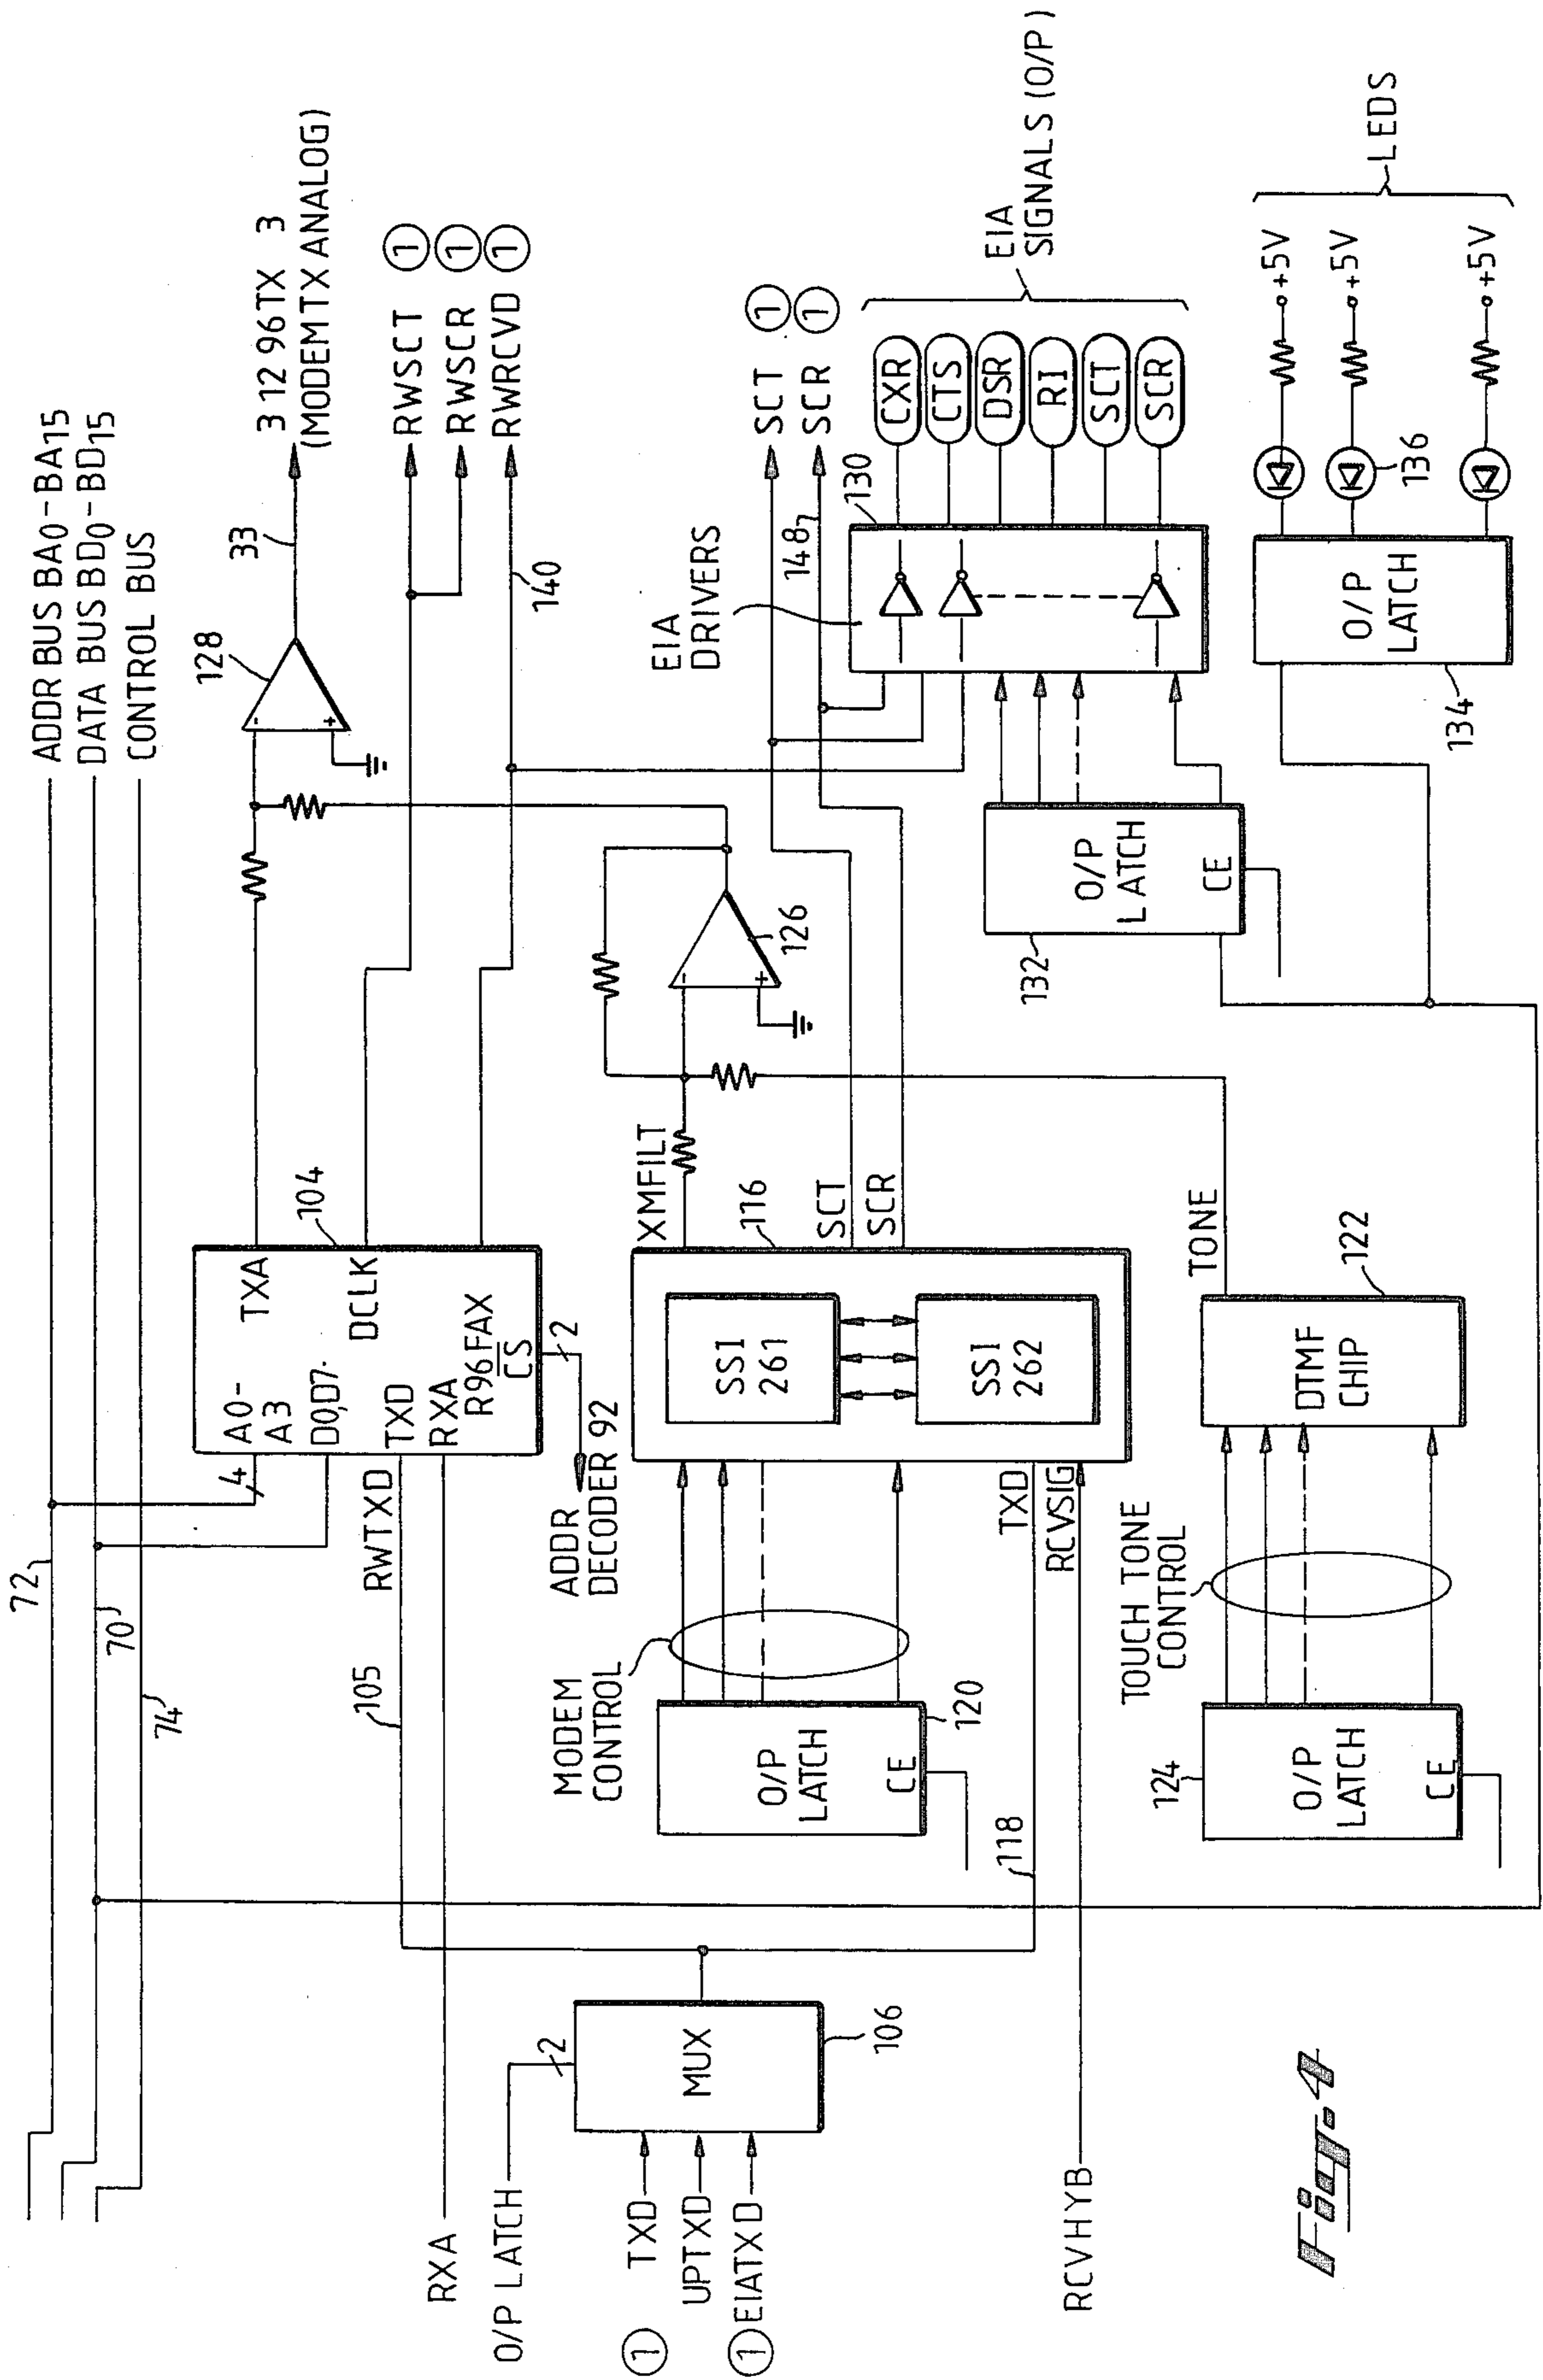 72
70
74
ADDR BUS BA0-BA15
DATA BUS BD0-BD15
CONTROL BUS
128
33
3 12 96TX 3
(MODEM TX ANALOG)
-
+
RWSCT 1
RWSCR 1
RWRCVD 1
140
104
A0-
A3
TXA
D0,D7.
DCLK
TXD
RXA
R96FAX
CS
4
2
RWTXD
105
RXA
ADDR
DECODER 92
O/P LATCH
2
MUX
106
1 TXD
UPTXD
1 EIATXD
RCVHYB
MODEM
CONTROL
O/P
LATCH
CE
120
118
TXD
RCVSIG
XMFILT
116
SSI
261
SSI
262
SCT
SCR
-
+
126
SCT 1
SCR 1
148
EIA
DRIVERS
130
CXR
CTS
DSR
RI
SCT
SCR
EIA
SIGNALS (O/P)
124
O/P
LATCH
CE
TOUCH TONE
CONTROL
DTMF
CHIP
122
TONE
132
O/P
LATCH
CE
134
O/P
LATCH
136
+5V
+5V
+5V
LEDS
Fig. 4